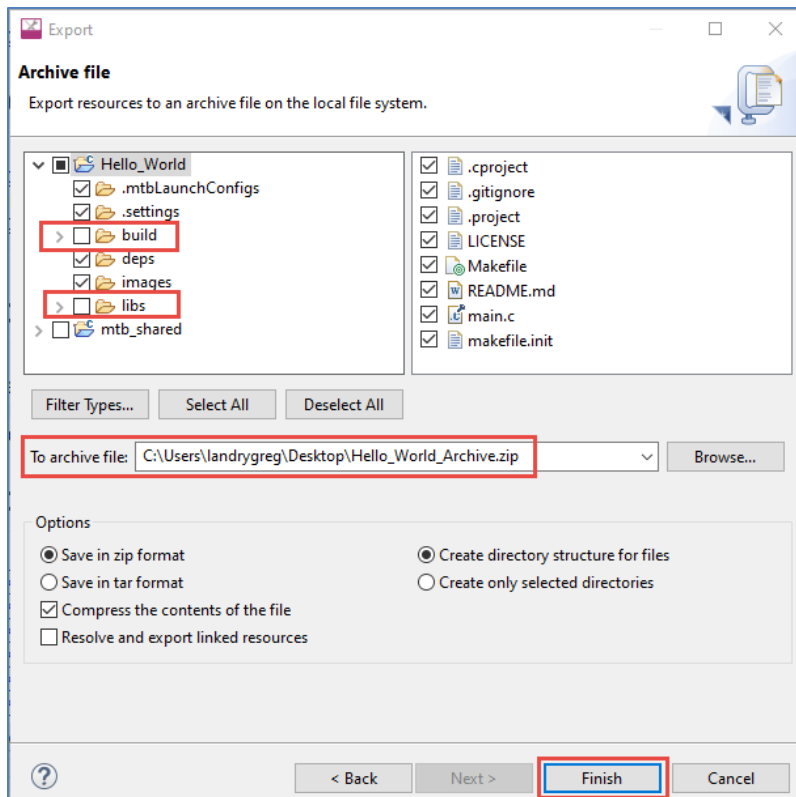 Export
Archive file
Export resources to an archive file on the local file system.
Hello_World
.mtbLaunchConfigs
.settings
build
deps
images
libs
mtb_shared
.cproject
.gitignore
.project
LICENSE
Makefile
README.md
main.c
makefile.init
Filter Types...
Select All
Deselect All
To archive file:
C:\Users\landrygreg\Desktop\Hello_World_Archive.zip
Browse...
Options
Save in zip format
Create directory structure for files
Save in tar format
Create only selected directories
Compress the contents of the file
Resolve and export linked resources
< Back
Next >
Finish
Cancel